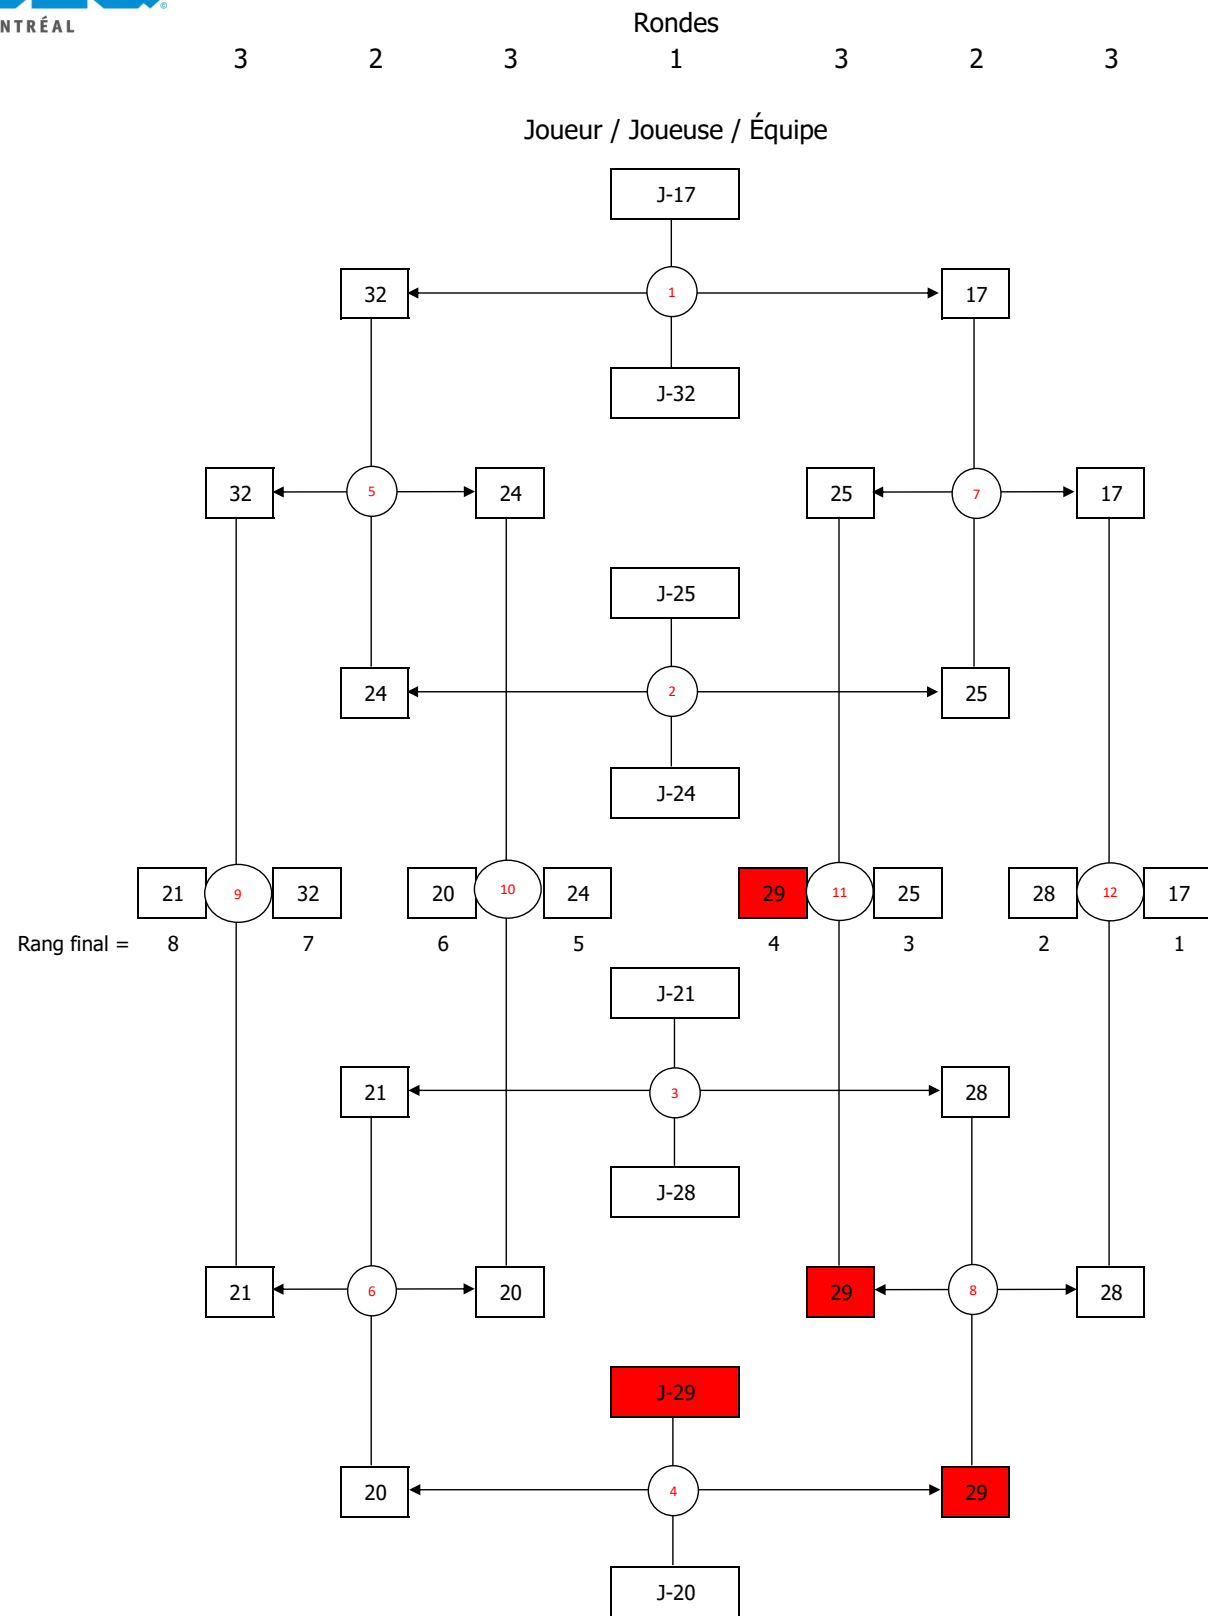 NTRÉAL
Rondes
3 2 3 1 3 2 3
Joueur / Joueuse / Équipe
J-17
32 1 17
J-32
32 5 24 25 7 17
J-25
24 2 25
J-24
21 9 32 20 10 24 29 11 25 28 12 17
Rang final = 8 7 6 5 4 3 2 1
J-21
21 3 28
J-28
21 6 20 29 8 28
J-29
20 4 29
J-20